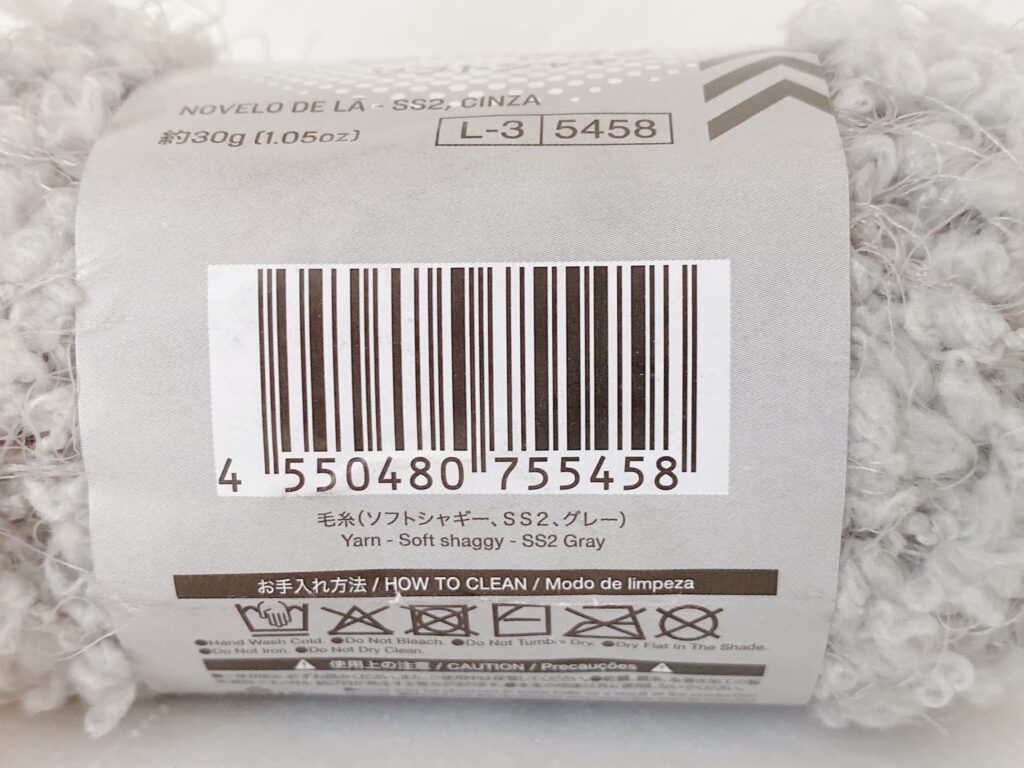 NOVELO DE LÃ - SS2, CINZA
約30g (1.05oz)
L-3 5458
4 550480 755458
毛糸(ソフトシャギー、SS2、グレー)
Yarn - Soft shaggy - SS2 Gray
お手入れ方法 / HOW TO CLEAN / Modo de limpeza
●Hand Wash Cold. ●Do Not Bleach. ●Do Not Tumble Dry. ●Dry Flat In The Shade.
●Do Not Iron. ●Do Not Dry Clean.
使用上の注意 / CAUTION / Precauções